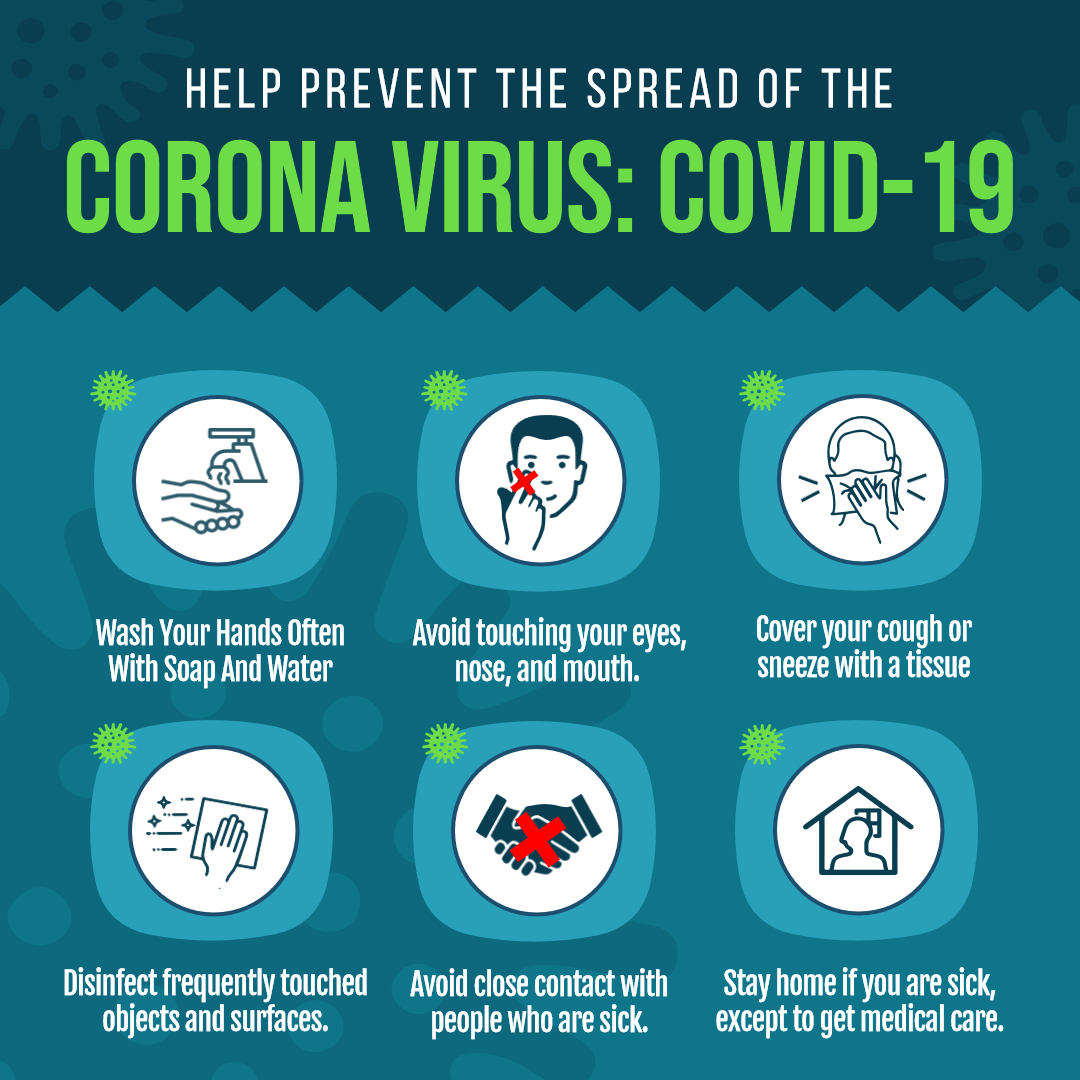 HELP PREVENT THE SPREAD OF THE
CORONA VIRUS: COVID-19
Wash Your Hands Often
With Soap And Water
Avoid touching your eyes,
nose, and mouth.
Cover your cough or
sneeze with a tissue
Disinfect frequently touched
objects and surfaces.
Avoid close contact with
people who are sick.
Stay home if you are sick,
except to get medical care.